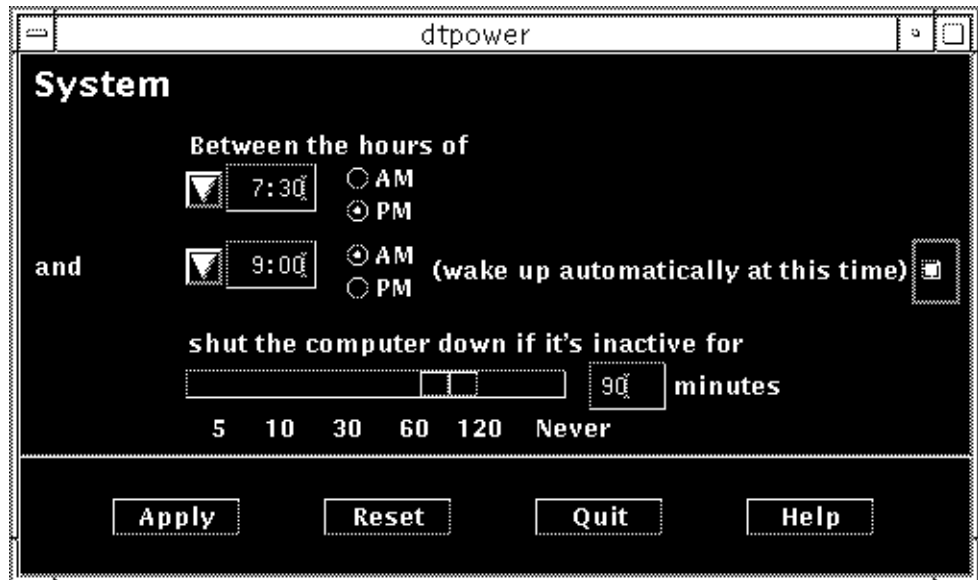 dtpower
System
Between the hours of
7:30
AM
PM
and
9:00
AM
PM
(wake up automatically at this time)
shut the computer down if it's inactive for
90 minutes
5 10 30 60 120 Never
Apply Reset Quit Help